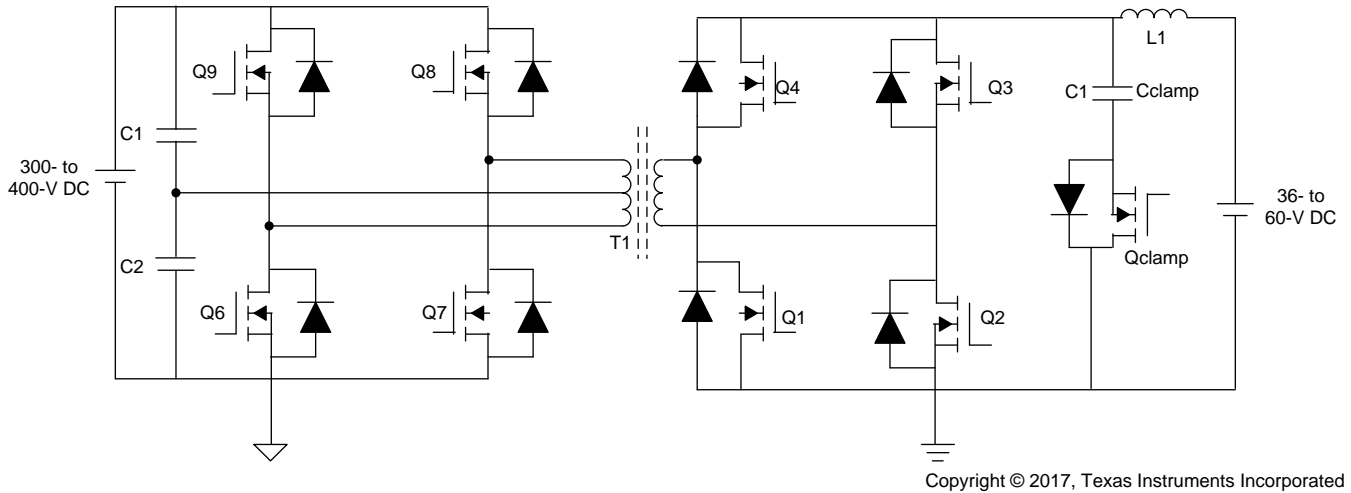 Q9
Q8
Q4
Q3
L1
C1
Cclamp
C1
300- to
400-V DC
36- to
60-V DC
T1
Qclamp
C2
Q6
Q7
Q1
Q2
Copyright © 2017, Texas Instruments Incorporated